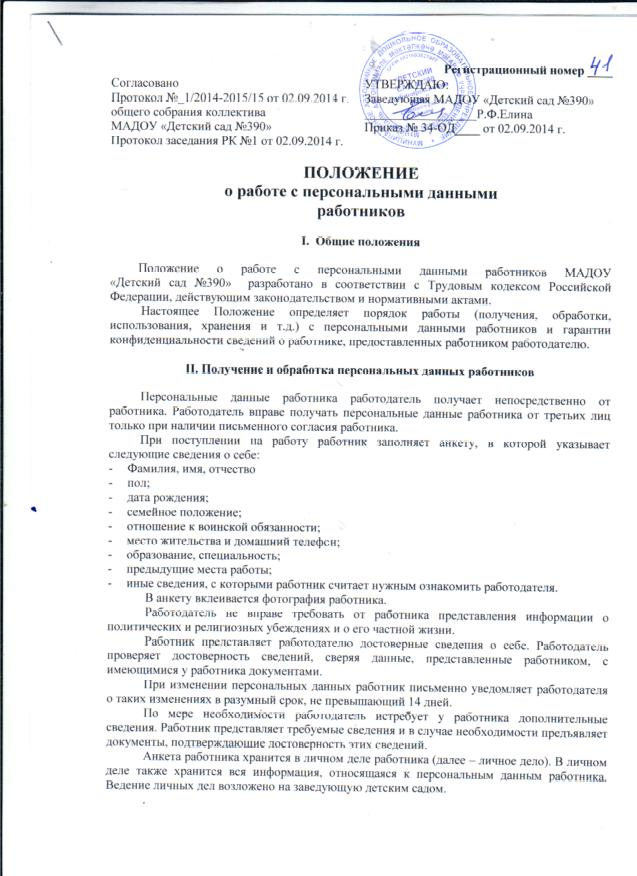 Регистрационный номер 41
Согласовано
Протокол №_1/2014-2015/15 от 02.09.2014 г.
общего собрания коллектива
МАДОУ «Детский сад №390»
Протокол заседания РК №1 от 02.09.2014 г.
УТВЕРЖДАЮ:
Заведующая МАДОУ «Детский сад №390»
Р.Ф.Елина
Приказ № 34-ОД____ от 02.09.2014 г.
ДЕТСКИЙ
ПОЛОЖЕНИЕ
о работе с персональными данными
работников
I. Общие положения
Положение о работе с персональными данными работников МАДОУ
«Детский сад №390» разработано в соответствии с Трудовым кодексом Российской
Федерации, действующим законодательством и нормативными актами.
Настоящее Положение определяет порядок работы (получения, обработки,
использования, хранения и т.д.) с персональными данными работников и гарантии
конфиденциальности сведений о работнике, предоставленных работником работодателю.
II. Получение и обработка персональных данных работников
Персональные данные работника работодатель получает непосредственно от
работника. Работодатель вправе получать персональные данные работника от третьих лиц
только при наличии письменного согласия работника.
При поступлении на работу работник заполняет анкету, в которой указывает
следующие сведения о себе:
- Фамилия, имя, отчество
- пол;
- дата рождения;
- семейное положение;
- отношение к воинской обязанности;
- место жительства и домашний телефон;
- образование, специальность;
- предыдущие места работы;
- иные сведения, с которыми работник считает нужным ознакомить работодателя.
В анкету вклеивается фотография работника.
Работодатель не вправе требовать от работника представления информации о
политических и религиозных убеждениях и о его частной жизни.
Работник представляет работодателю достоверные сведения о себе. Работодатель
проверяет достоверность сведений, сверяя данные, представленные работником, с
имеющимися у работника документами.
При изменении персональных данных работник письменно уведомляет работодателя
о таких изменениях в разумный срок, не превышающий 14 дней.
По мере необходимости работодатель истребует у работника дополнительные
сведения. Работник представляет требуемые сведения и в случае необходимости предъявляет
документы, подтверждающие достоверность этих сведений.
Анкета работника хранится в личном деле работника (далее – личное дело). В личном
деле также хранится вся информация, относящаяся к персональным данным работника.
Ведение личных дел возложено на заведующую детским садом.